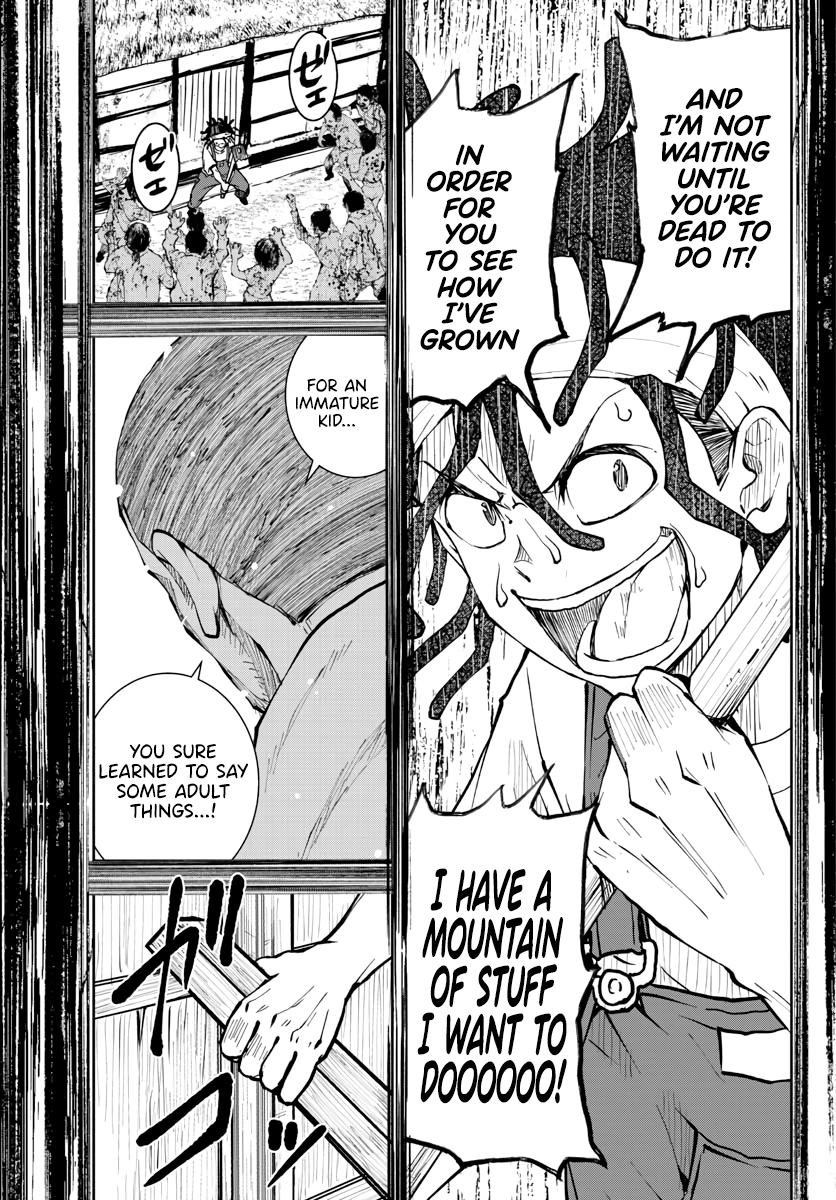 AND
I'M NOT
WAITING
UNTIL
YOU'RE
DEAD TO
DO IT!
IN
ORDER
FOR
YOU
TO SEE
HOW
I'VE
GROWN
I HAVE A
MOUNTAIN
OF STUFF
I WANT TO
DOOOOOO!
ゼェ
ゼェ
FOR AN
IMMATURE
KID...
YOU SURE
LEARNED TO SAY
SOME ADULT
THINGS...!
ガコッ